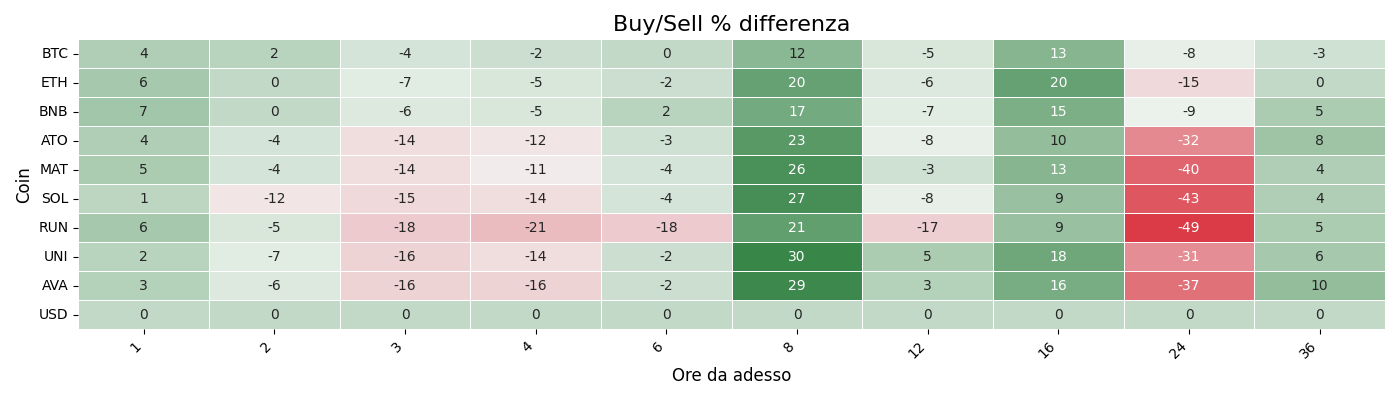 Buy/Sell % differenza
Coin
BTC 4 2 -4 -2 0 12 -5 13 -8 -3
ETH 6 0 -7 -5 -2 20 -6 20 -15 0
BNB 7 0 -6 -5 2 17 -7 15 -9 5
ATO 4 -4 -14 -12 -3 23 -8 10 -32 8
MAT 5 -4 -14 -11 -4 26 -3 13 -40 4
SOL 1 -12 -15 -14 -4 27 -8 9 -43 4
RUN 6 -5 -18 -21 -18 21 -17 9 -49 5
UNI 2 -7 -16 -14 -2 30 5 18 -31 6
AVA 3 -6 -16 -16 -2 29 3 16 -37 10
USD 0 0 0 0 0 0 0 0 0 0
1 2 3 4 6 8 12 16 24 36
Ore da adesso